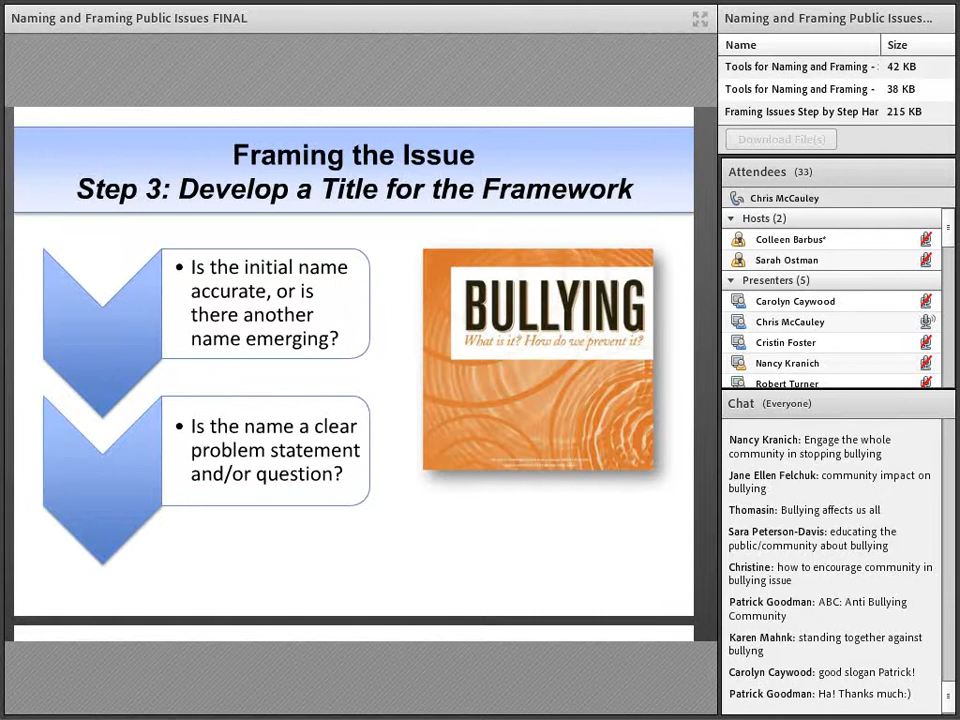 Naming and Framing Public Issues FINAL
Framing the Issue
Step 3: Develop a Title for the Framework
• Is the initial name
accurate, or is
there another
name emerging?
• Is the name a clear
problem statement
and/or question?
BULLYING
What is it? How do we prevent it?
Naming and Framing Public Issues...
Name Size
Tools for Naming and Framing - 42 KB
Tools for Naming and Framing - 38 KB
Framing Issues Step by Step Har 215 KB
Download File(s)
Attendees (33)
Chris McCauley
Hosts (2)
Colleen Barbus*
Sarah Ostman
Presenters (5)
Carolyn Caywood
Chris McCauley
Cristin Foster
Nancy Kranich
Robert Turner
Chat (Everyone)
Nancy Kranich: Engage the whole
community in stopping bullying
Jane Ellen Felchuk: community impact on
bullying
Thomasin: Bullying affects us all
Sara Peterson-Davis: educating the
public/community about bullying
Christine: how to encourage community in
bullying issue
Patrick Goodman: ABC: Anti Bullying
Community
Karen Mahnk: standing together against
bullyng
Carolyn Caywood: good slogan Patrick!
Patrick Goodman: Ha! Thanks much:)